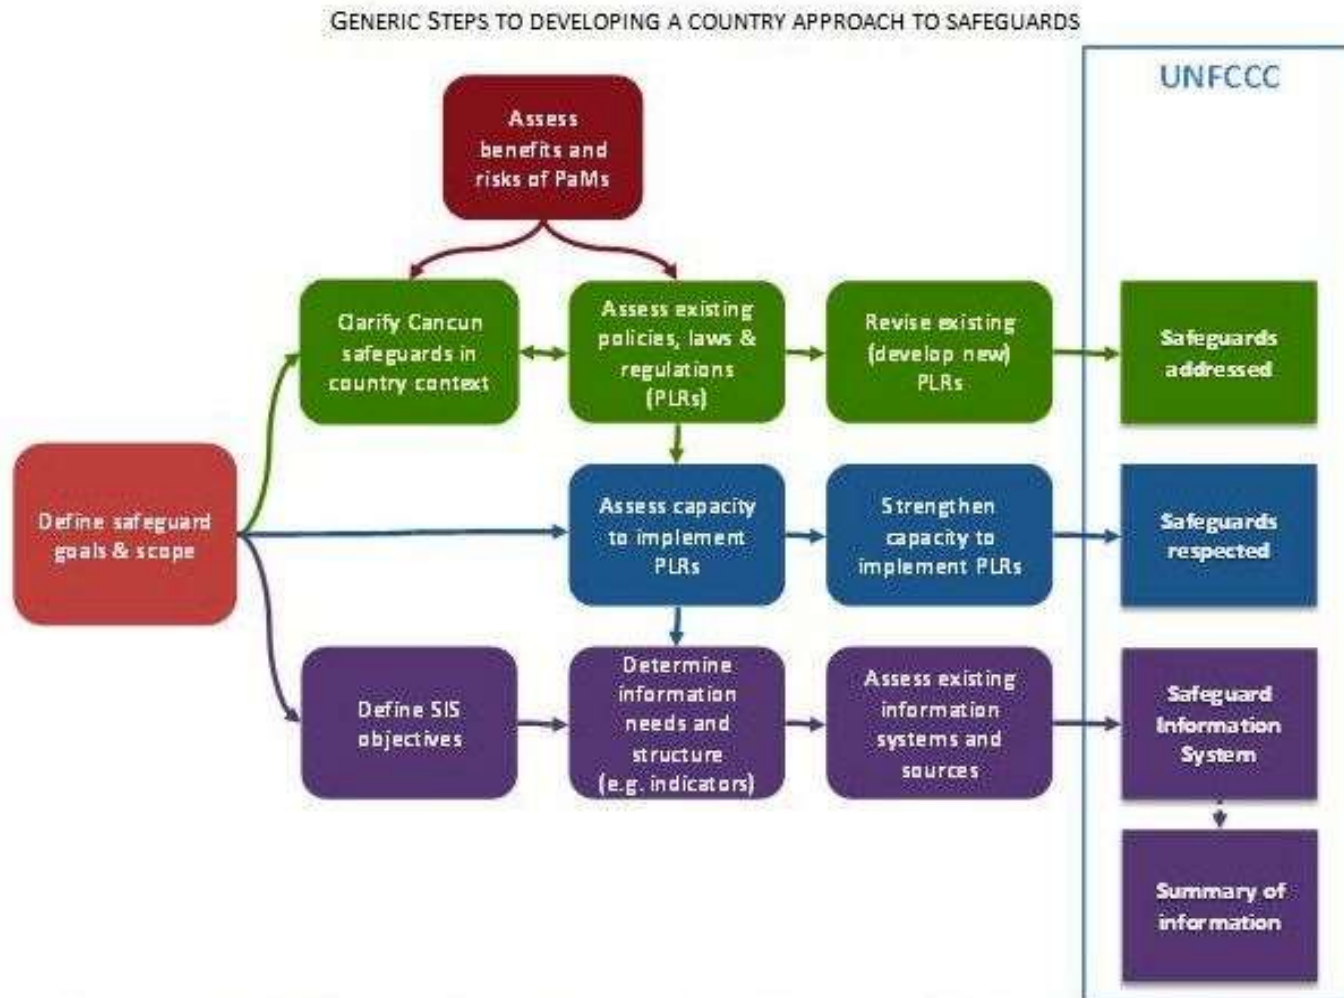 GENERIC STEPS TO DEVELOPING A COUNTRY APPROACH TO SAFEGUARDS
UNFCCC
Assess
benefits and
risks of PaMs
Clarify Cancun
safeguards in
country context
Assess existing
policies, laws &
regulations
(PLRs)
Revise existing
(develop new)
PLRs
Safeguards
addressed
Define safeguard
goals & scope
Assess capacity
to implement
PLRs
Strengthen
capacity to
implement PLRs
Safeguards
respected
Define SIS
objectives
Determine
information
needs and
structure
(e.g. indicators)
Assess existing
information
systems and
sources
Safeguard
Information
System
Summary of
information